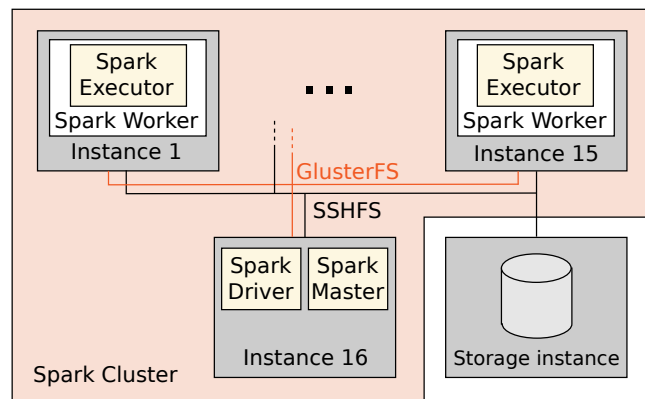 Spark
Executor
Spark Worker
Instance 1
...
Spark
Executor
Spark Worker
Instance 15
GlusterFS
SSHFS
Spark
Driver
Spark
Master
Instance 16
Storage instance
Spark Cluster